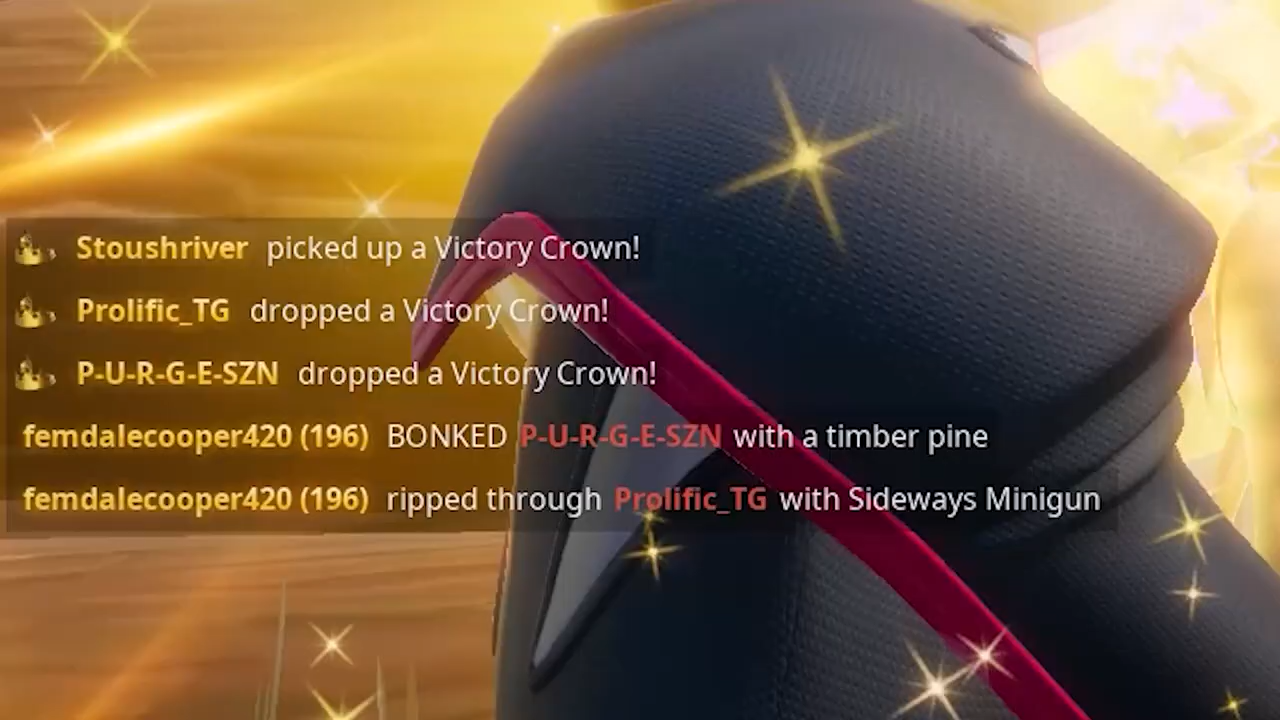 Stoushriver picked up a Victory Crown!
Prolific_TG dropped a Victory Crown!
P-U-R-G-E-SZN dropped a Victory Crown!
femdalecooper420 (196) BONKED P-U-R-G-E-SZN with a timber pine
femdalecooper420 (196) ripped through Prolific_TG with Sideways Minigun